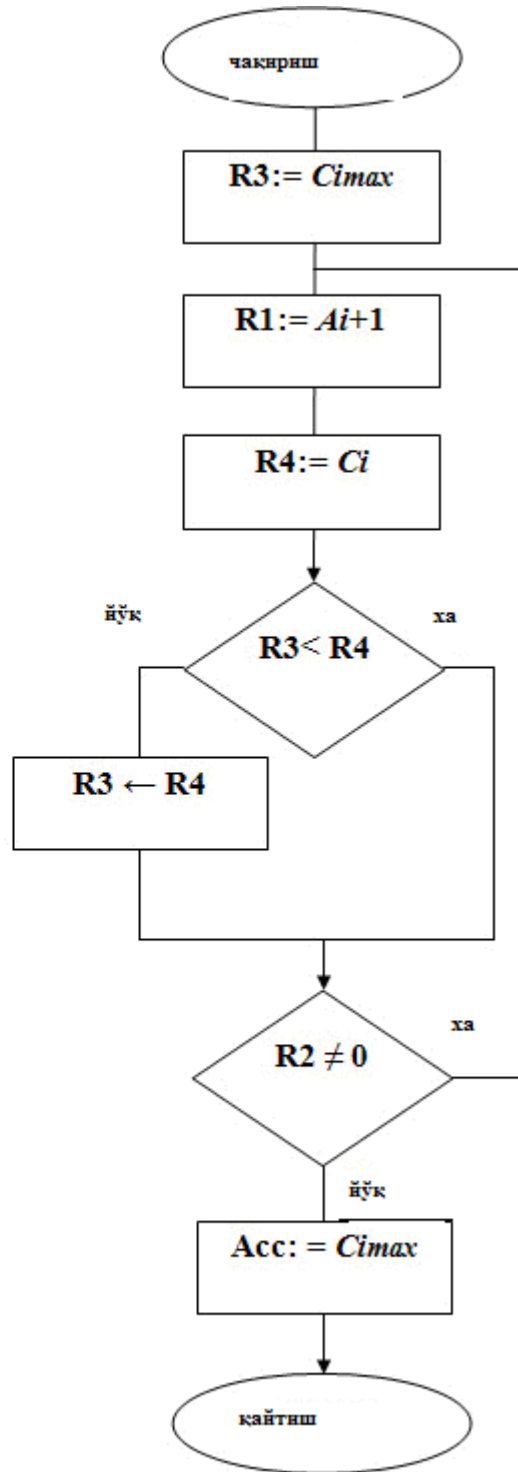 чақириш
R3:= Cimax
R1:= Ai+1
R4:= Ci
йўқ
ха
R3< R4
R3 ← R4
ха
R2 ≠ 0
йўқ
Acc: = Cimax
қайтиш